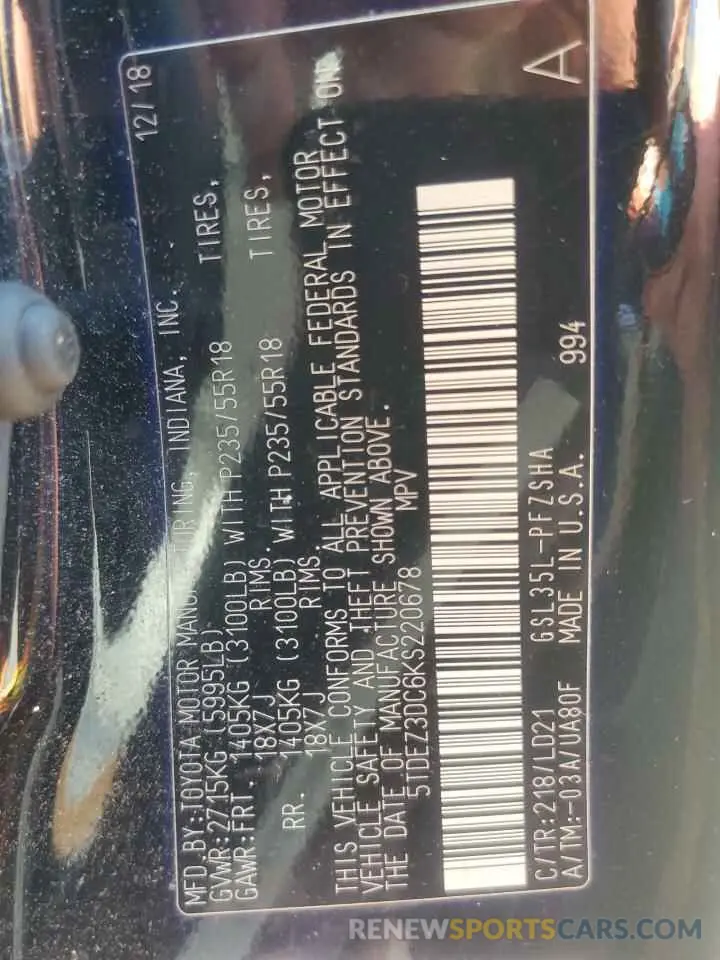 MFD.BY:TOYOTA MOTOR INDIANA, INC. 12/18
GVWR:2715KG (5995LB)
GAWR:FRT. 1405KG (3100LB) WITH P235/55R18 TIRES,
18X7J RIMS.
RR. 1405KG (3100LB) WITH P235/55R18 TIRES,
18X7J RIMS.
THIS VEHICLE CONFORMS TO ALL APPLICABLE FEDERAL MOTOR
VEHICLE SAFETY AND THEFT PREVENTION STANDARDS IN EFFECT ON
THE DATE OF MANUFACTURE SHOWN ABOVE.
5TDEZ3DC6KS220678 MPV
C/TR:218/LD21 GSL35L-PFZSHA
A/TM:-03A/UA80F MADE IN U.S.A. 994 A
RENEWSPORTSCARS.COM